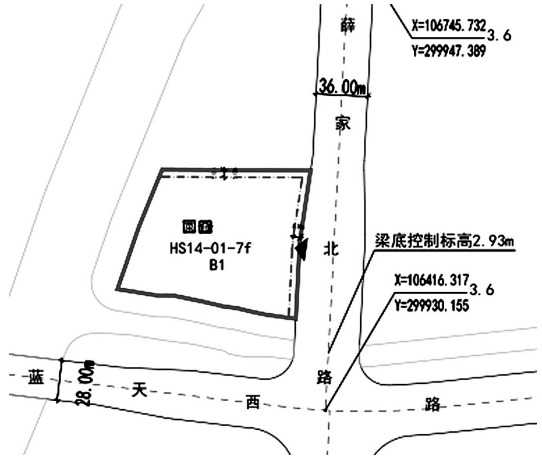 薛
X=106745.732
3.6
Y=299947.389
36.00m
家
HS14-01-7f
B1
北
梁底控制标高2.93m
X=106416.317
3.6
Y=299930.155
蓝
28.00m
天
西
路
路